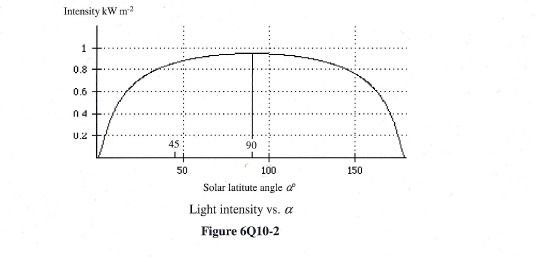 Intensity kW m⁻²
1
0.8
0.6
0.4
0.2
45
90
50
100
150
Solar latitute angle α°
Light intensity vs. α
Figure 6Q10-2